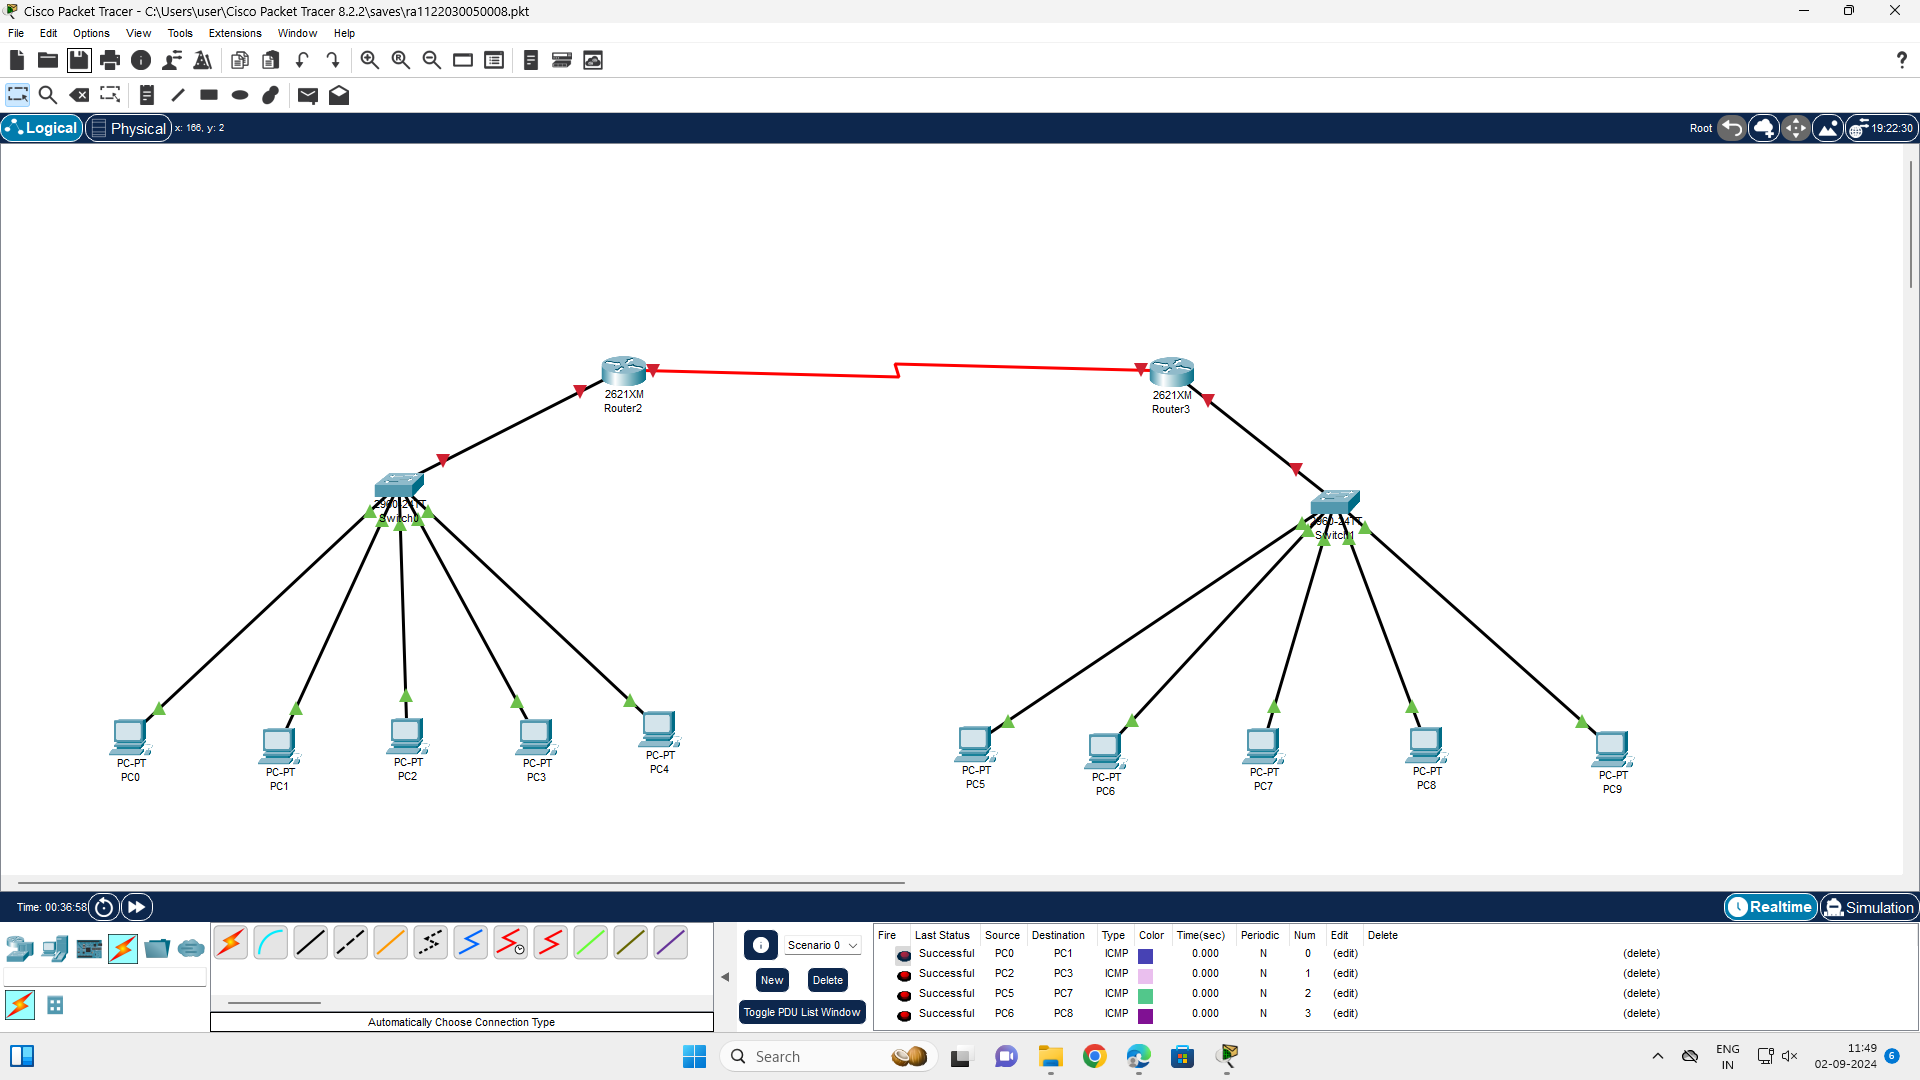 Cisco Packet Tracer - C:\Users\user\Cisco Packet Tracer 8.2.2\saves\ra1122030050008.pkt
File Edit Options View Tools Extensions Window Help
Logical Physical x: 166, y: 2 Root 19:22:30
2621XM
Router2
2621XM
Router3
2960-24TT
Switch0
2960-24TT
Switch1
PC-PT
PC0
PC-PT
PC1
PC-PT
PC2
PC-PT
PC3
PC-PT
PC4
PC-PT
PC5
PC-PT
PC6
PC-PT
PC7
PC-PT
PC8
PC-PT
PC9
Time: 00:36:58 Realtime Simulation
Scenario 0
New Delete
Toggle PDU List Window
Automatically Choose Connection Type
Fire Last Status Source Destination Type Color Time(sec) Periodic Num Edit Delete
Successful PC0 PC1 ICMP 0.000 N 0 (edit) (delete)
Successful PC2 PC3 ICMP 0.000 N 1 (edit) (delete)
Successful PC5 PC7 ICMP 0.000 N 2 (edit) (delete)
Successful PC6 PC8 ICMP 0.000 N 3 (edit) (delete)
Search
ENG
IN
11:49
02-09-2024
6